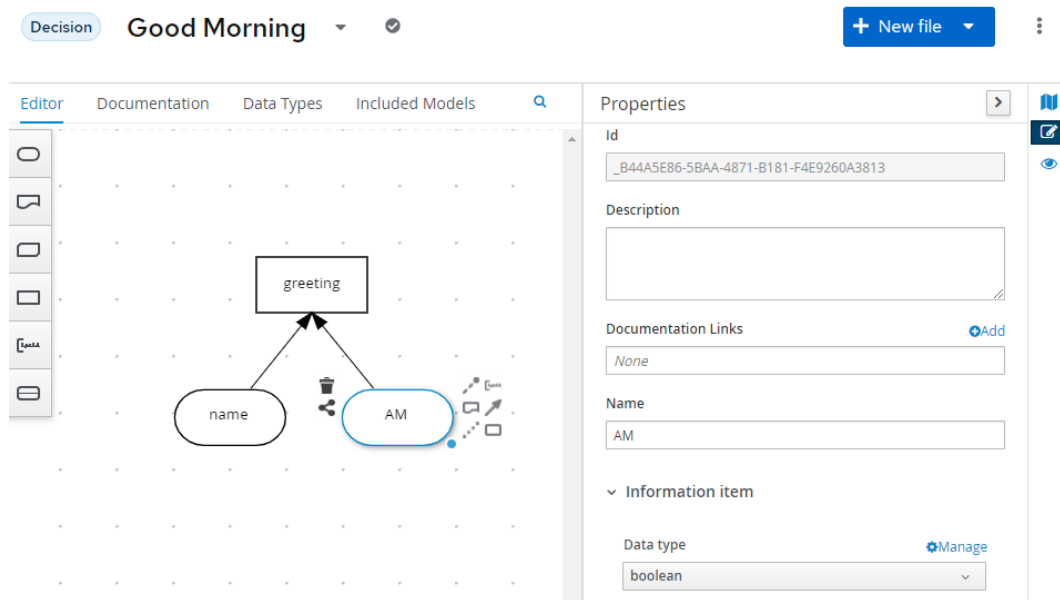 Decision
Good Morning
New file
Editor
Documentation
Data Types
Included Models
Properties
Id
_B44A5E86-5BAA-4871-B181-F4E9260A3813
Description
greeting
Documentation Links
Add
None
name
AM
Name
AM
Information item
Data type
Manage
boolean